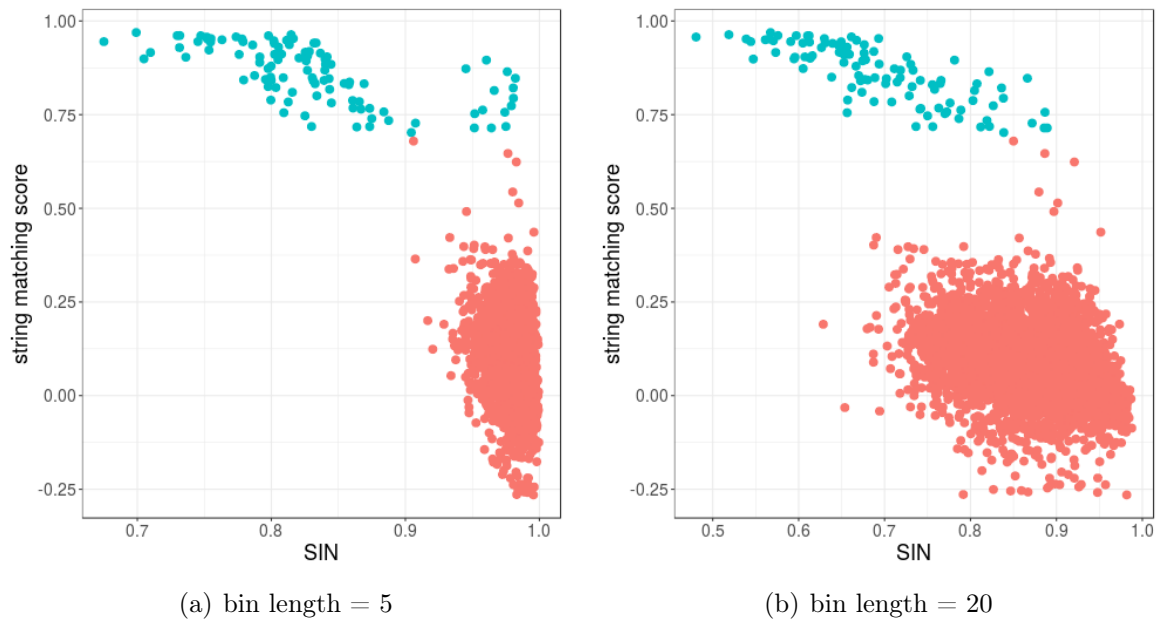 string matching score
1.00
0.75
0.50
0.25
0.00
-0.25
0.7 0.8 0.9 1.0
SIN
(a) bin length = 5
string matching score
1.00
0.75
0.50
0.25
0.00
-0.25
0.5 0.6 0.7 0.8 0.9 1.0
SIN
(b) bin length = 20